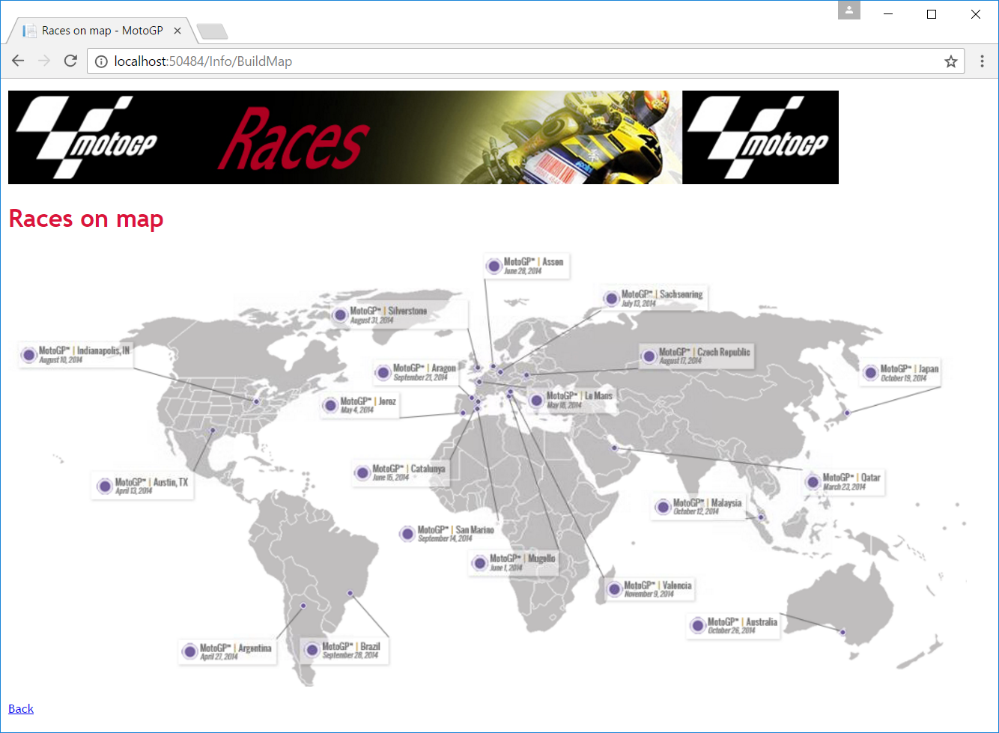 Races on map - MotoGP
localhost:50484/Info/BuildMap
MotoGP
Races
4
MotoGP
Races on map
MotoGP™ | Assen
June 28, 2014
MotoGP™ | Sachsenring
July 13, 2014
MotoGP™ | Silverstone
August 31, 2014
MotoGP™ | Indianapolis, IN
August 10, 2014
MotoGP™ | Czech Republic
August 17, 2014
MotoGP™ | Aragon
September 21, 2014
MotoGP™ | Japan
October 19, 2014
MotoGP™ | Jerez
May 4, 2014
MotoGP™ | Le Mans
May 18, 2014
MotoGP™ | Catalunya
June 15, 2014
MotoGP™ | Austin, TX
April 13, 2014
MotoGP™ | Qatar
March 23, 2014
MotoGP™ | Malaysia
October 12, 2014
MotoGP™ | San Marino
September 14, 2014
MotoGP™ | Mugello
June 1, 2014
MotoGP™ | Valencia
November 9, 2014
MotoGP™ | Australia
October 26, 2014
MotoGP™ | Argentina
April 27, 2014
MotoGP™ | Brazil
September 28, 2014
Back